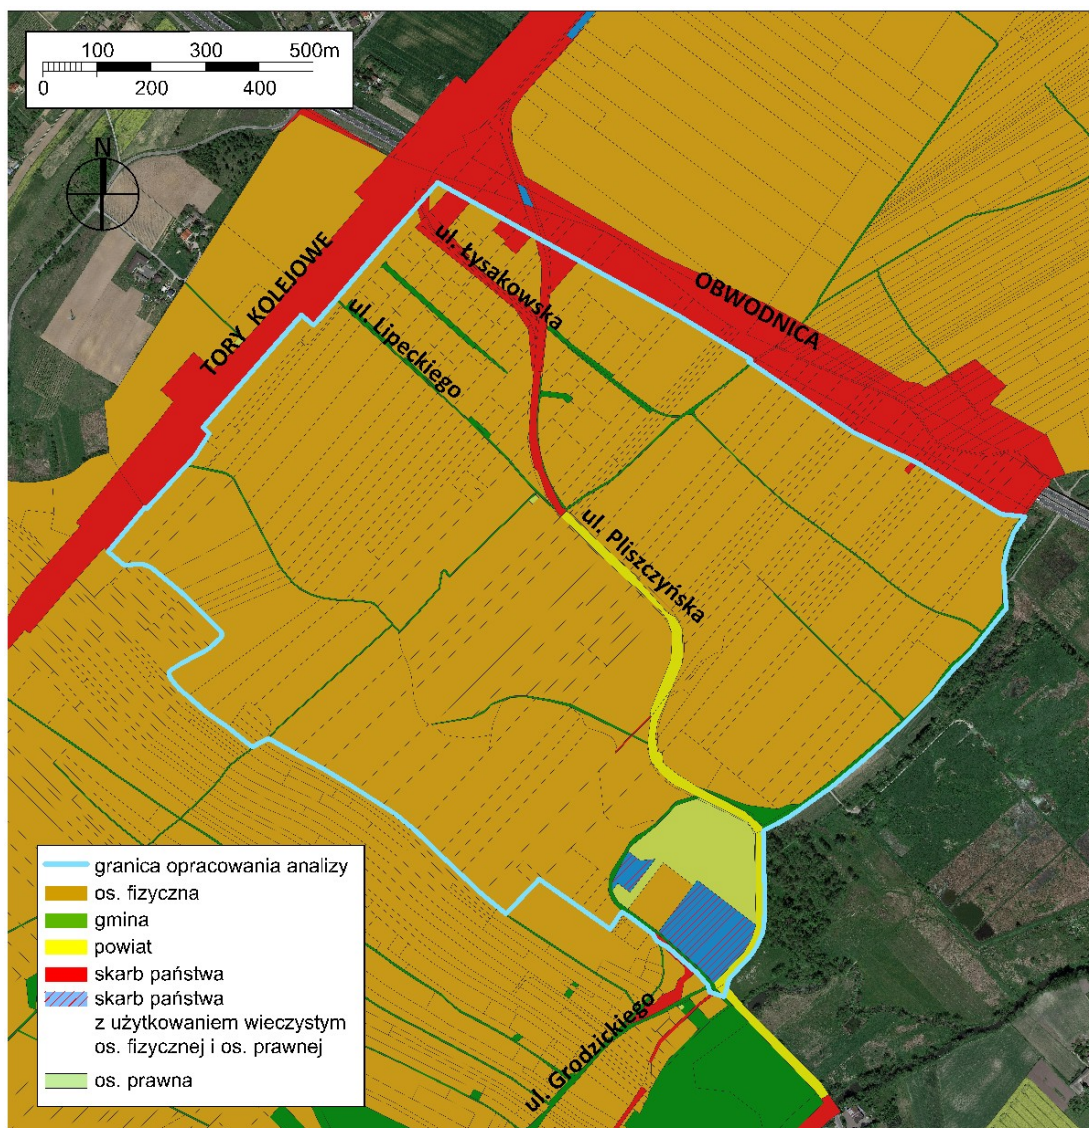 100 300 500m
0 200 400
N
TORY KOLEJOWE
OBWODNICA
ul. Łysakowska
ul. Lipeckiego
ul. Pliszczyńska
ul. Grodzickiego
granica opracowania analizy
os. fizyczna
gmina
powiat
skarb państwa
skarb państwa
z użytkowaniem wieczystym
os. fizycznej i os. prawnej
os. prawna